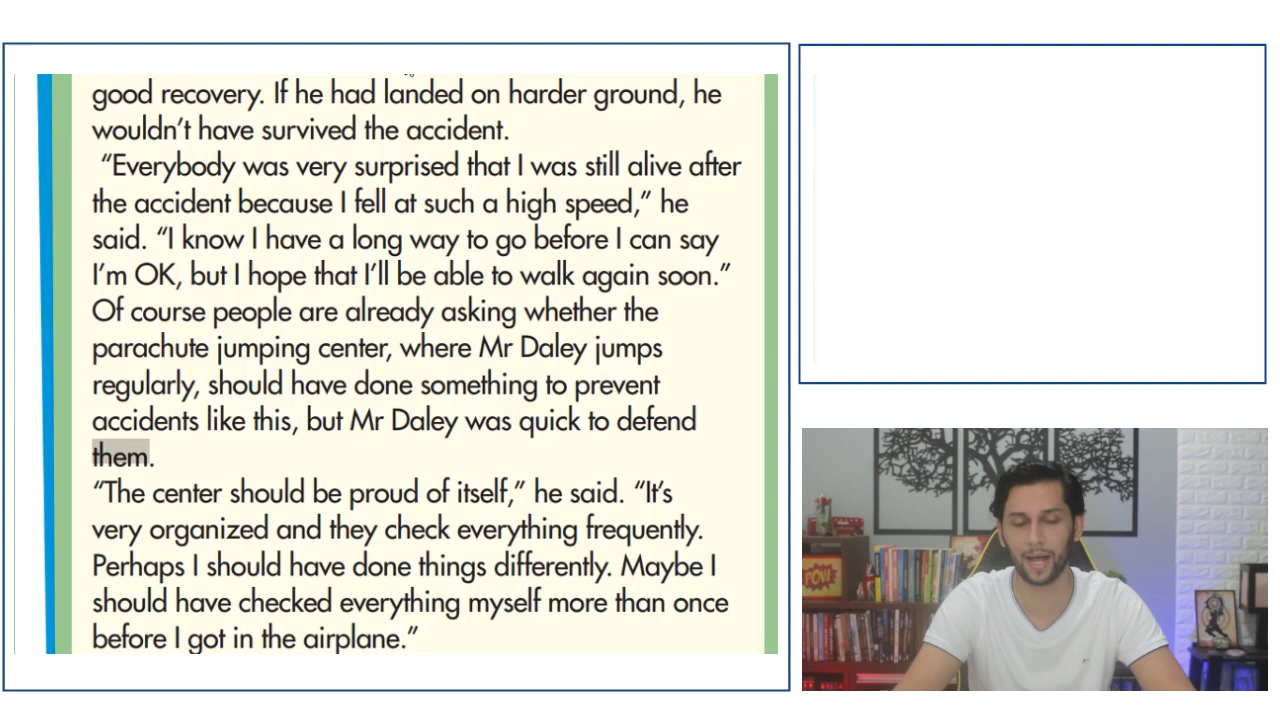 good recovery. If he had landed on harder ground, he
wouldn't have survived the accident.
“Everybody was very surprised that I was still alive after
the accident because I fell at such a high speed,” he
said. “I know I have a long way to go before I can say
I'm OK, but I hope that I'll be able to walk again soon.”
Of course people are already asking whether the
parachute jumping center, where Mr Daley jumps
regularly, should have done something to prevent
accidents like this, but Mr Daley was quick to defend
them.
“The center should be proud of itself,” he said. “It's
very organized and they check everything frequently.
Perhaps I should have done things differently. Maybe I
should have checked everything myself more than once
before I got in the airplane.”
POW!